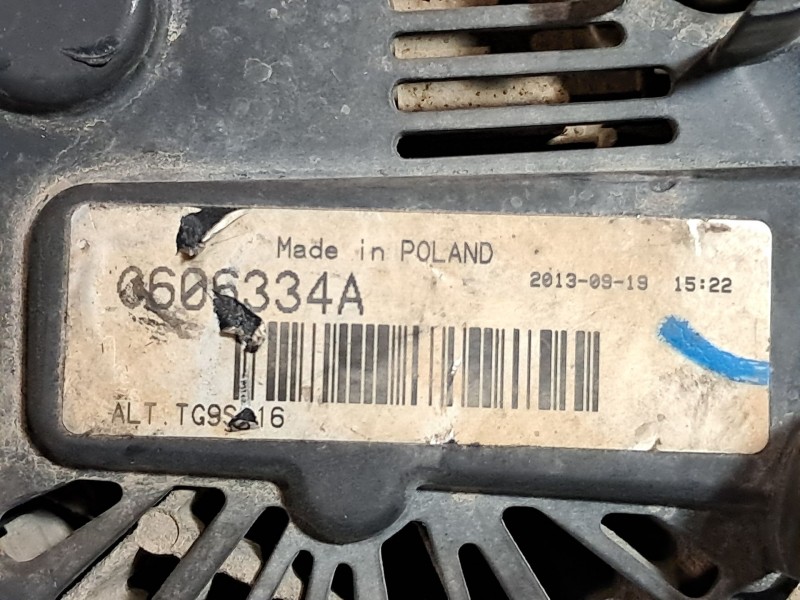 Made in POLAND
0606334A
2013-09-19 15:22
ALT.